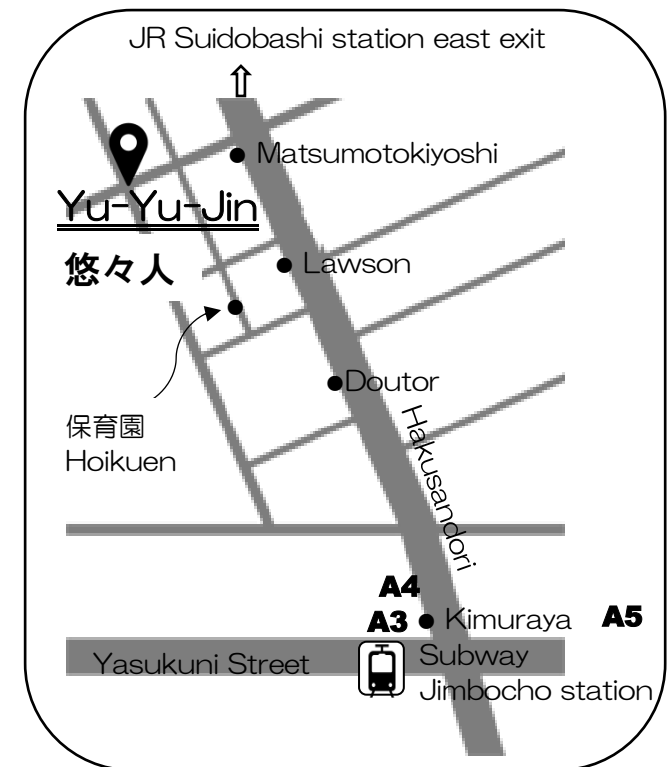 JR Suidobashi station east exit
⇧
Matsumotokiyoshi
Yu-Yu-Jin
悠々人
Lawson
Doutor
保育園
Hoikuen
Hakusandori
A4
A3
Kimuraya
A5
Yasukuni Street
Subway
Jimbocho station